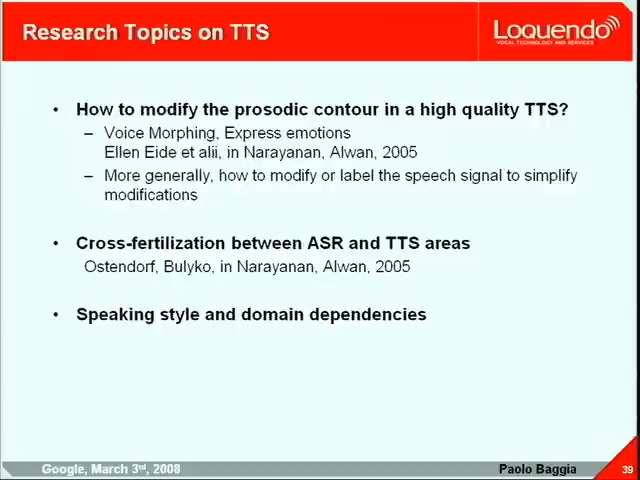 Research Topics on TTS
Loquendo
VOCAL TECHNOLOGY AND SERVICES
• How to modify the prosodic contour in a high quality TTS?
– Voice Morphing, Express emotions
Ellen Eide et alii, in Narayanan, Alwan, 2005
– More generally, how to modify or label the speech signal to simplify
modifications
• Cross-fertilization between ASR and TTS areas
Ostendorf, Bulyko, in Narayanan, Alwan, 2005
• Speaking style and domain dependencies
Google, March 3rd, 2008
Paolo Baggia
39